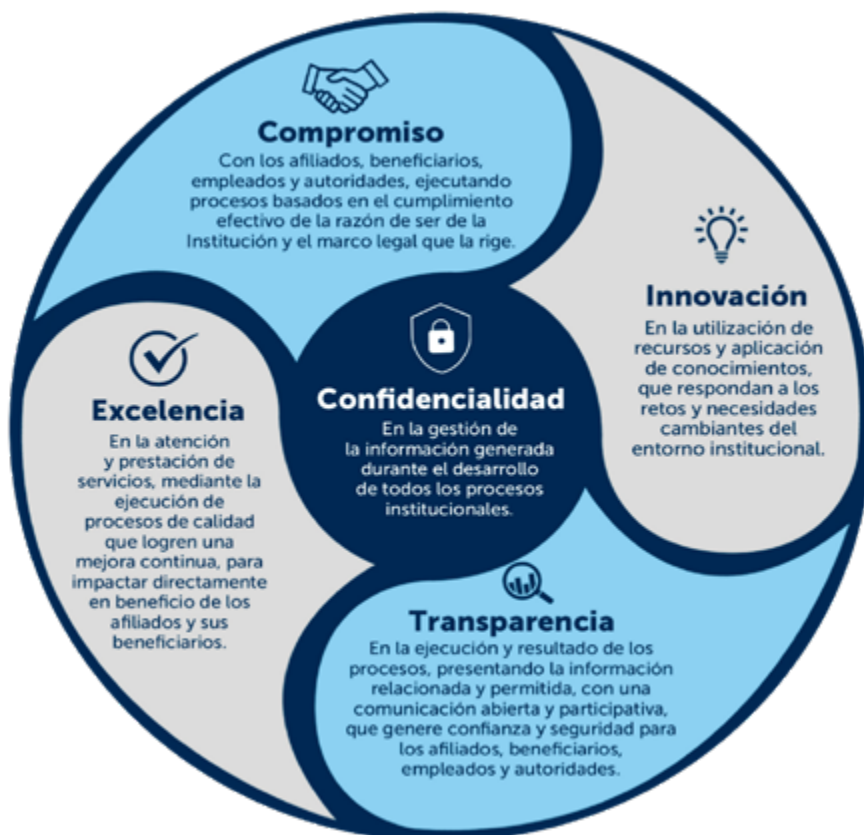 Compromiso
Con los afiliados, beneficiarios,
empleados y autoridades, ejecutando
procesos basados en el cumplimiento
efectivo de la razón de ser de la
Institución y el marco legal que la rige.
Innovación
En la utilización de
recursos y aplicación
de conocimientos,
que respondan a los
retos y necesidades
cambiantes del
entorno institucional.
Confidencialidad
En la gestión de
la información generada
durante el desarrollo
de todos los procesos
institucionales.
Excelencia
En la atención
y prestación de
servicios, mediante la
ejecución de
procesos de calidad
que logren una
mejora continua, para
impactar directamente
en beneficio de los
afiliados y sus
beneficiarios.
Transparencia
En la ejecución y resultado de los
procesos, presentando la información
relacionada y permitida, con una
comunicación abierta y participativa,
que genere confianza y seguridad para
los afiliados, beneficiarios,
empleados y autoridades.